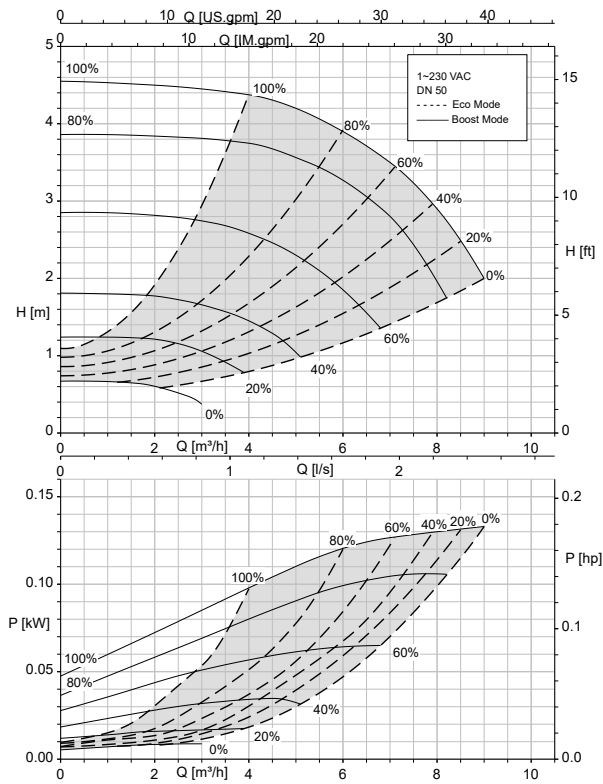 0 10 20 30 40
Q [US.gpm]
0 10 20 30
Q [IM.gpm]
5
100%
80%
100%
80%
60%
40%
20%
0%
1~230 VAC
DN 50
Eco Mode
Boost Mode
15
4
3
10
H [ft]
2
H [m]
5
1
60%
40%
20%
0%
0
0
0 2 4 6 8 10
Q [m³/h]
0 1 2
Q [l/s]
0.15
0.2
80%
60%
40%
20%
0%
100%
0.10
P [hp]
P [kW]
0.1
100%
80%
0.05
60%
40%
20%
0%
0.00
0.0
0 2 4 6 8 10
Q [m³/h]